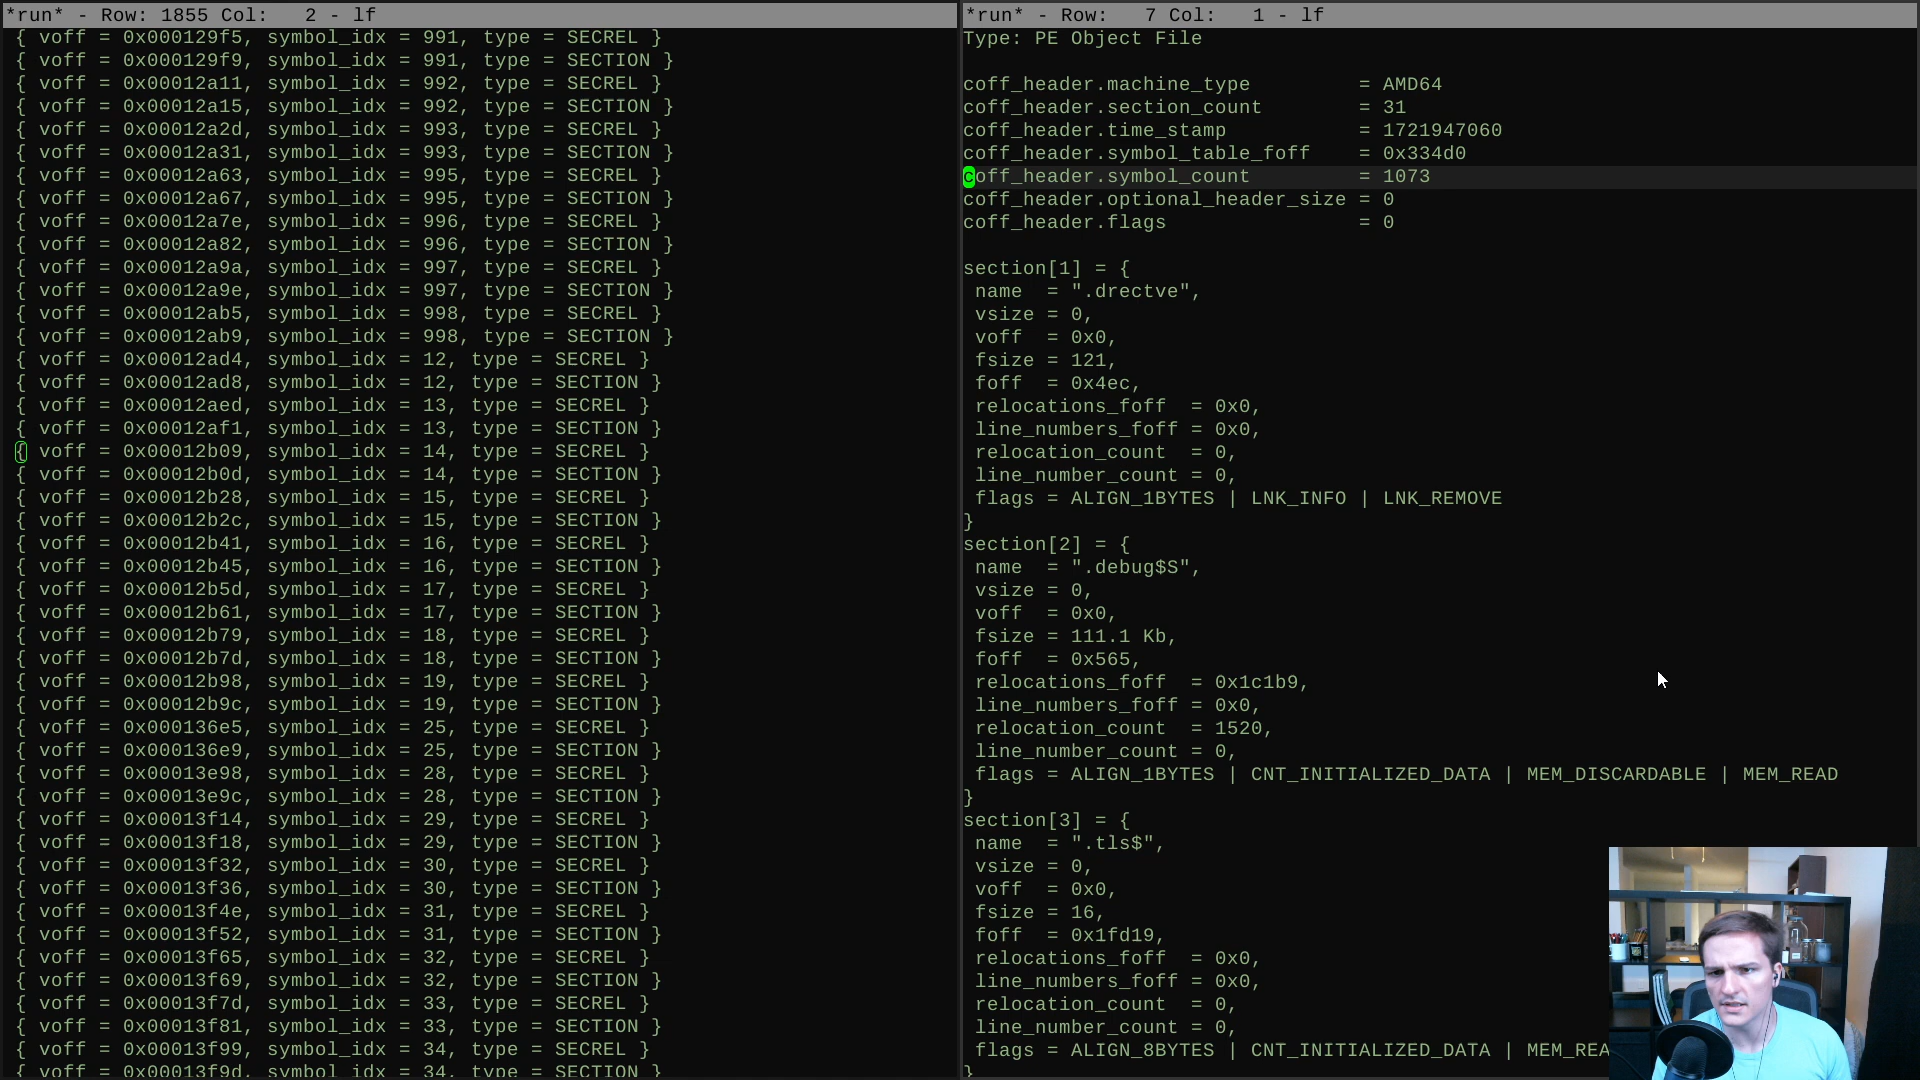 *run* - Row: 1855 Col:   2 - lf
{ voff = 0x000129f5, symbol_idx = 991, type = SECREL }
{ voff = 0x000129f9, symbol_idx = 991, type = SECTION }
{ voff = 0x00012a11, symbol_idx = 992, type = SECREL }
{ voff = 0x00012a15, symbol_idx = 992, type = SECTION }
{ voff = 0x00012a2d, symbol_idx = 993, type = SECREL }
{ voff = 0x00012a31, symbol_idx = 993, type = SECTION }
{ voff = 0x00012a63, symbol_idx = 995, type = SECREL }
{ voff = 0x00012a67, symbol_idx = 995, type = SECTION }
{ voff = 0x00012a7e, symbol_idx = 996, type = SECREL }
{ voff = 0x00012a82, symbol_idx = 996, type = SECTION }
{ voff = 0x00012a9a, symbol_idx = 997, type = SECREL }
{ voff = 0x00012a9e, symbol_idx = 997, type = SECTION }
{ voff = 0x00012ab5, symbol_idx = 998, type = SECREL }
{ voff = 0x00012ab9, symbol_idx = 998, type = SECTION }
{ voff = 0x00012ad4, symbol_idx = 12, type = SECREL }
{ voff = 0x00012ad8, symbol_idx = 12, type = SECTION }
{ voff = 0x00012aed, symbol_idx = 13, type = SECREL }
{ voff = 0x00012af1, symbol_idx = 13, type = SECTION }
{ voff = 0x00012b09, symbol_idx = 14, type = SECREL }
{ voff = 0x00012b0d, symbol_idx = 14, type = SECTION }
{ voff = 0x00012b28, symbol_idx = 15, type = SECREL }
{ voff = 0x00012b2c, symbol_idx = 15, type = SECTION }
{ voff = 0x00012b41, symbol_idx = 16, type = SECREL }
{ voff = 0x00012b45, symbol_idx = 16, type = SECTION }
{ voff = 0x00012b5d, symbol_idx = 17, type = SECREL }
{ voff = 0x00012b61, symbol_idx = 17, type = SECTION }
{ voff = 0x00012b79, symbol_idx = 18, type = SECREL }
{ voff = 0x00012b7d, symbol_idx = 18, type = SECTION }
{ voff = 0x00012b98, symbol_idx = 19, type = SECREL }
{ voff = 0x00012b9c, symbol_idx = 19, type = SECTION }
{ voff = 0x000136e5, symbol_idx = 25, type = SECREL }
{ voff = 0x000136e9, symbol_idx = 25, type = SECTION }
{ voff = 0x00013e98, symbol_idx = 28, type = SECREL }
{ voff = 0x00013e9c, symbol_idx = 28, type = SECTION }
{ voff = 0x00013f14, symbol_idx = 29, type = SECREL }
{ voff = 0x00013f18, symbol_idx = 29, type = SECTION }
{ voff = 0x00013f32, symbol_idx = 30, type = SECREL }
{ voff = 0x00013f36, symbol_idx = 30, type = SECTION }
{ voff = 0x00013f4e, symbol_idx = 31, type = SECREL }
{ voff = 0x00013f52, symbol_idx = 31, type = SECTION }
{ voff = 0x00013f65, symbol_idx = 32, type = SECREL }
{ voff = 0x00013f69, symbol_idx = 32, type = SECTION }
{ voff = 0x00013f7d, symbol_idx = 33, type = SECREL }
{ voff = 0x00013f81, symbol_idx = 33, type = SECTION }
{ voff = 0x00013f99, symbol_idx = 34, type = SECREL }
{ voff = 0x00013f9d, symbol_idx = 34, type = SECTION }
*run* - Row:   7 Col:   1 - lf
Type: PE Object File
coff_header.machine_type         = AMD64
coff_header.section_count        = 31
coff_header.time_stamp           = 1721947060
coff_header.symbol_table_foff    = 0x334d0
coff_header.symbol_count         = 1073
coff_header.optional_header_size = 0
coff_header.flags                = 0
section[1] = {
name  = ".drectve",
vsize = 0,
voff  = 0x0,
fsize = 121,
foff  = 0x4ec,
relocations_foff  = 0x0,
line_numbers_foff = 0x0,
relocation_count  = 0,
line_number_count = 0,
flags = ALIGN_1BYTES | LNK_INFO | LNK_REMOVE
}
section[2] = {
name  = ".debug$S",
vsize = 0,
voff  = 0x0,
fsize = 111.1 Kb,
foff  = 0x565,
relocations_foff  = 0x1c1b9,
line_numbers_foff = 0x0,
relocation_count  = 1520,
line_number_count = 0,
flags = ALIGN_1BYTES | CNT_INITIALIZED_DATA | MEM_DISCARDABLE | MEM_READ
}
section[3] = {
name  = ".tls$",
vsize = 0,
voff  = 0x0,
fsize = 16,
foff  = 0x1fd19,
relocations_foff  = 0x0,
line_numbers_foff = 0x0,
relocation_count  = 0,
line_number_count = 0,
flags = ALIGN_8BYTES | CNT_INITIALIZED_DATA | MEM_REA
}